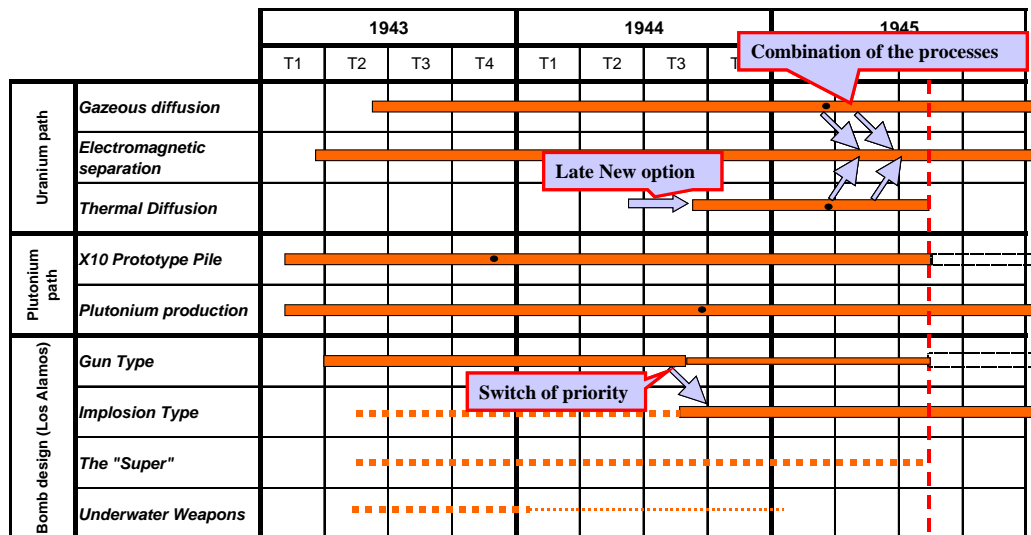 1943 1944 1945
T1 T2 T3 T4 T1 T2 T3 T
Combination of the processes
Uranium path
Gazeous diffusion
Electromagnetic
separation
Late New option
Thermal Diffusion
Plutonium
path
X10 Prototype Pile
Plutonium production
Bomb design (Los Alamos)
Gun Type
Switch of priority
Implosion Type
The "Super"
Underwater Weapons